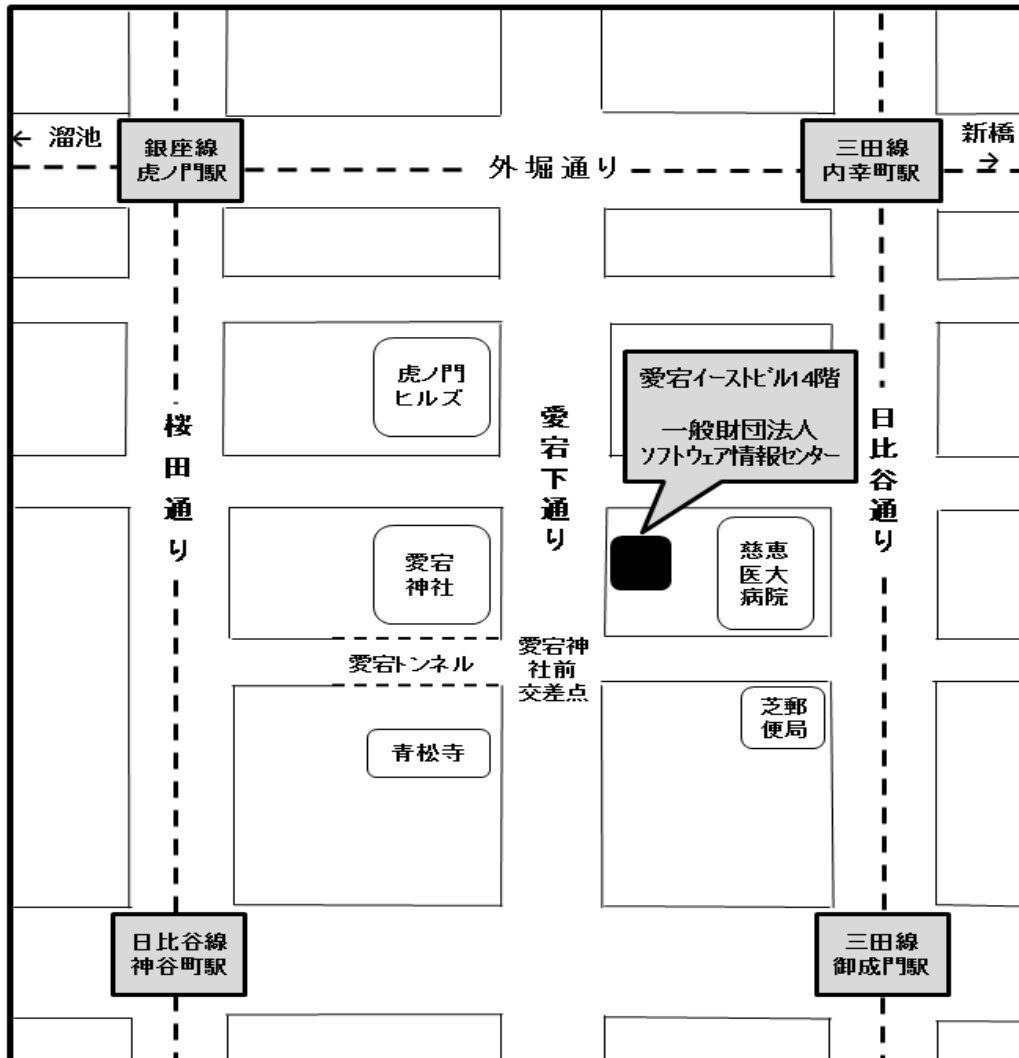 ← 溜池
銀座線
虎ノ門駅
外堀通り
三田線
内幸町駅
新橋
→
虎ノ門
ヒルズ
愛宕イーストビル14階
一般財団法人
ソフトウェア情報センター
桜田通り
愛宕下通り
日比谷通り
愛宕
神社
慈恵
医大
病院
愛宕トンネル
愛宕神
社前
交差点
青松寺
芝郵
便局
日比谷線
神谷町駅
三田線
御成門駅